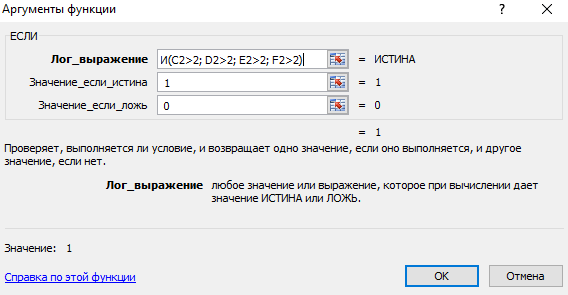 Аргументы функции
ЕСЛИ
Лог_выражение И(C2>2; D2>2; E2>2; F2>2) = ИСТИНА
Значение_если_истина 1 = 1
Значение_если_ложь 0 = 0
= 1
Проверяет, выполняется ли условие, и возвращает одно значение, если оно выполняется, и другое
значение, если нет.
Лог_выражение любое значение или выражение, которое при вычислении дает
значение ИСТИНА или ЛОЖЬ.
Значение: 1
Справка по этой функции ОК Отмена